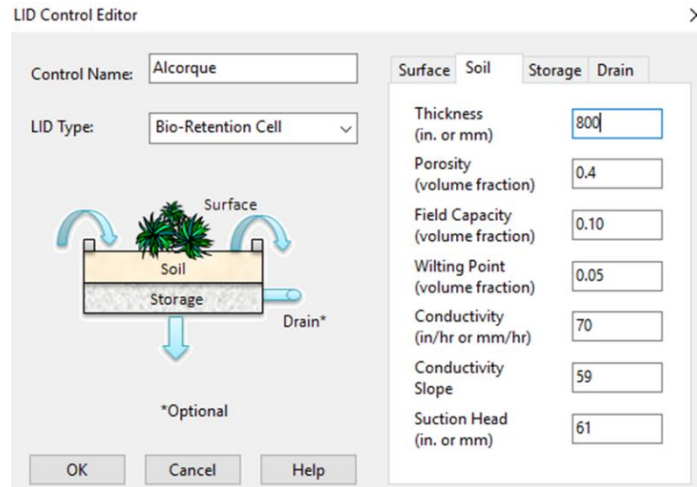 LID Control Editor
Control Name: Alcorque
LID Type: Bio-Retention Cell
Surface
Soil
Storage
Drain*
*Optional
OK Cancel Help
Surface Soil Storage Drain
Thickness
(in. or mm) 800
Porosity
(volume fraction) 0.4
Field Capacity
(volume fraction) 0.10
Wilting Point
(volume fraction) 0.05
Conductivity
(in/hr or mm/hr) 70
Conductivity
Slope 59
Suction Head
(in. or mm) 61